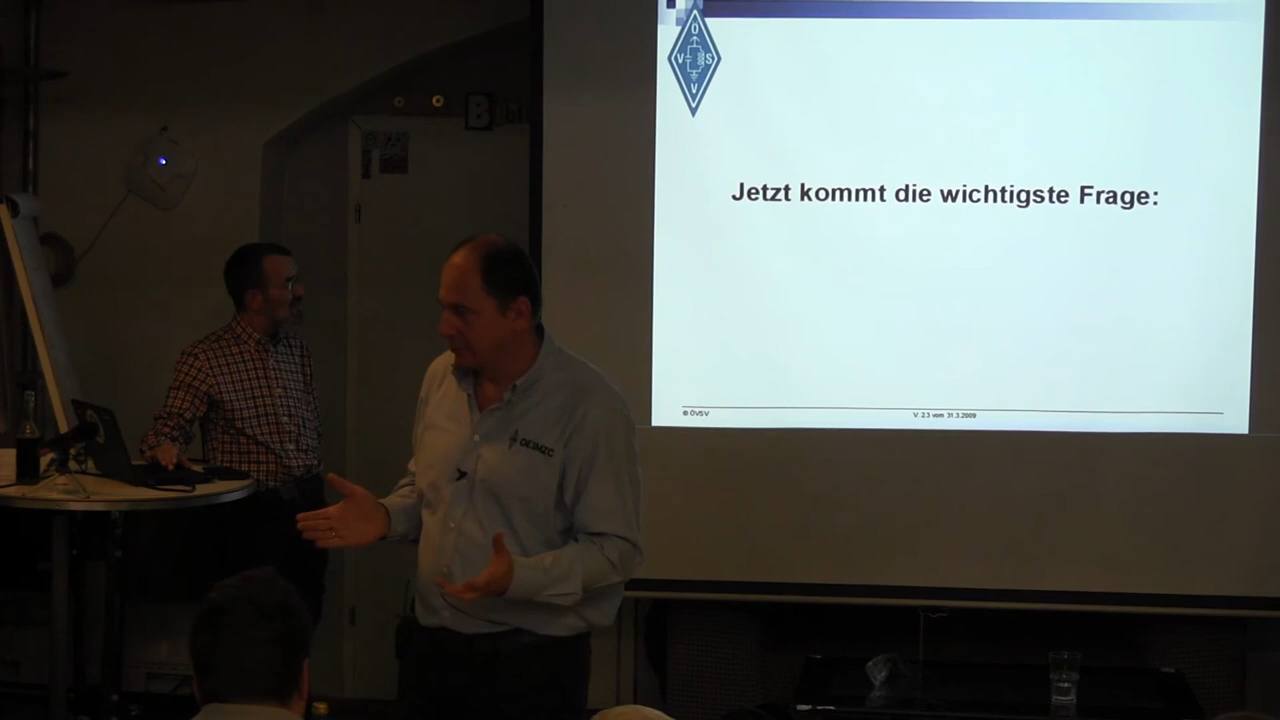 Ö
V S
V
Jetzt kommt die wichtigste Frage:
© ÖVSV
V. 2.3 vom 31.3.2009
OE3MZC
B